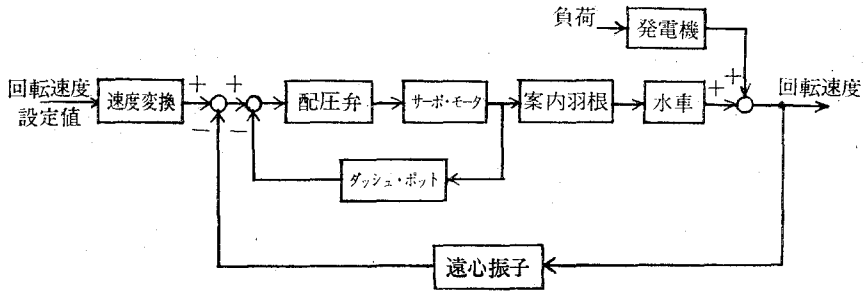 負荷
発電機
回転速度
設定値
速度変換
+
+
配圧弁
サーボ・モータ
案内羽根
水車
+
+
回転速度
−
−
ダッシュ・ポット
遠心振子